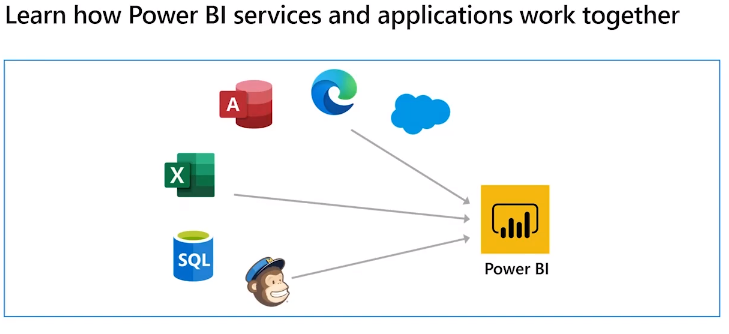 Learn how Power BI services and applications work together
A
X
SQL
Power BI